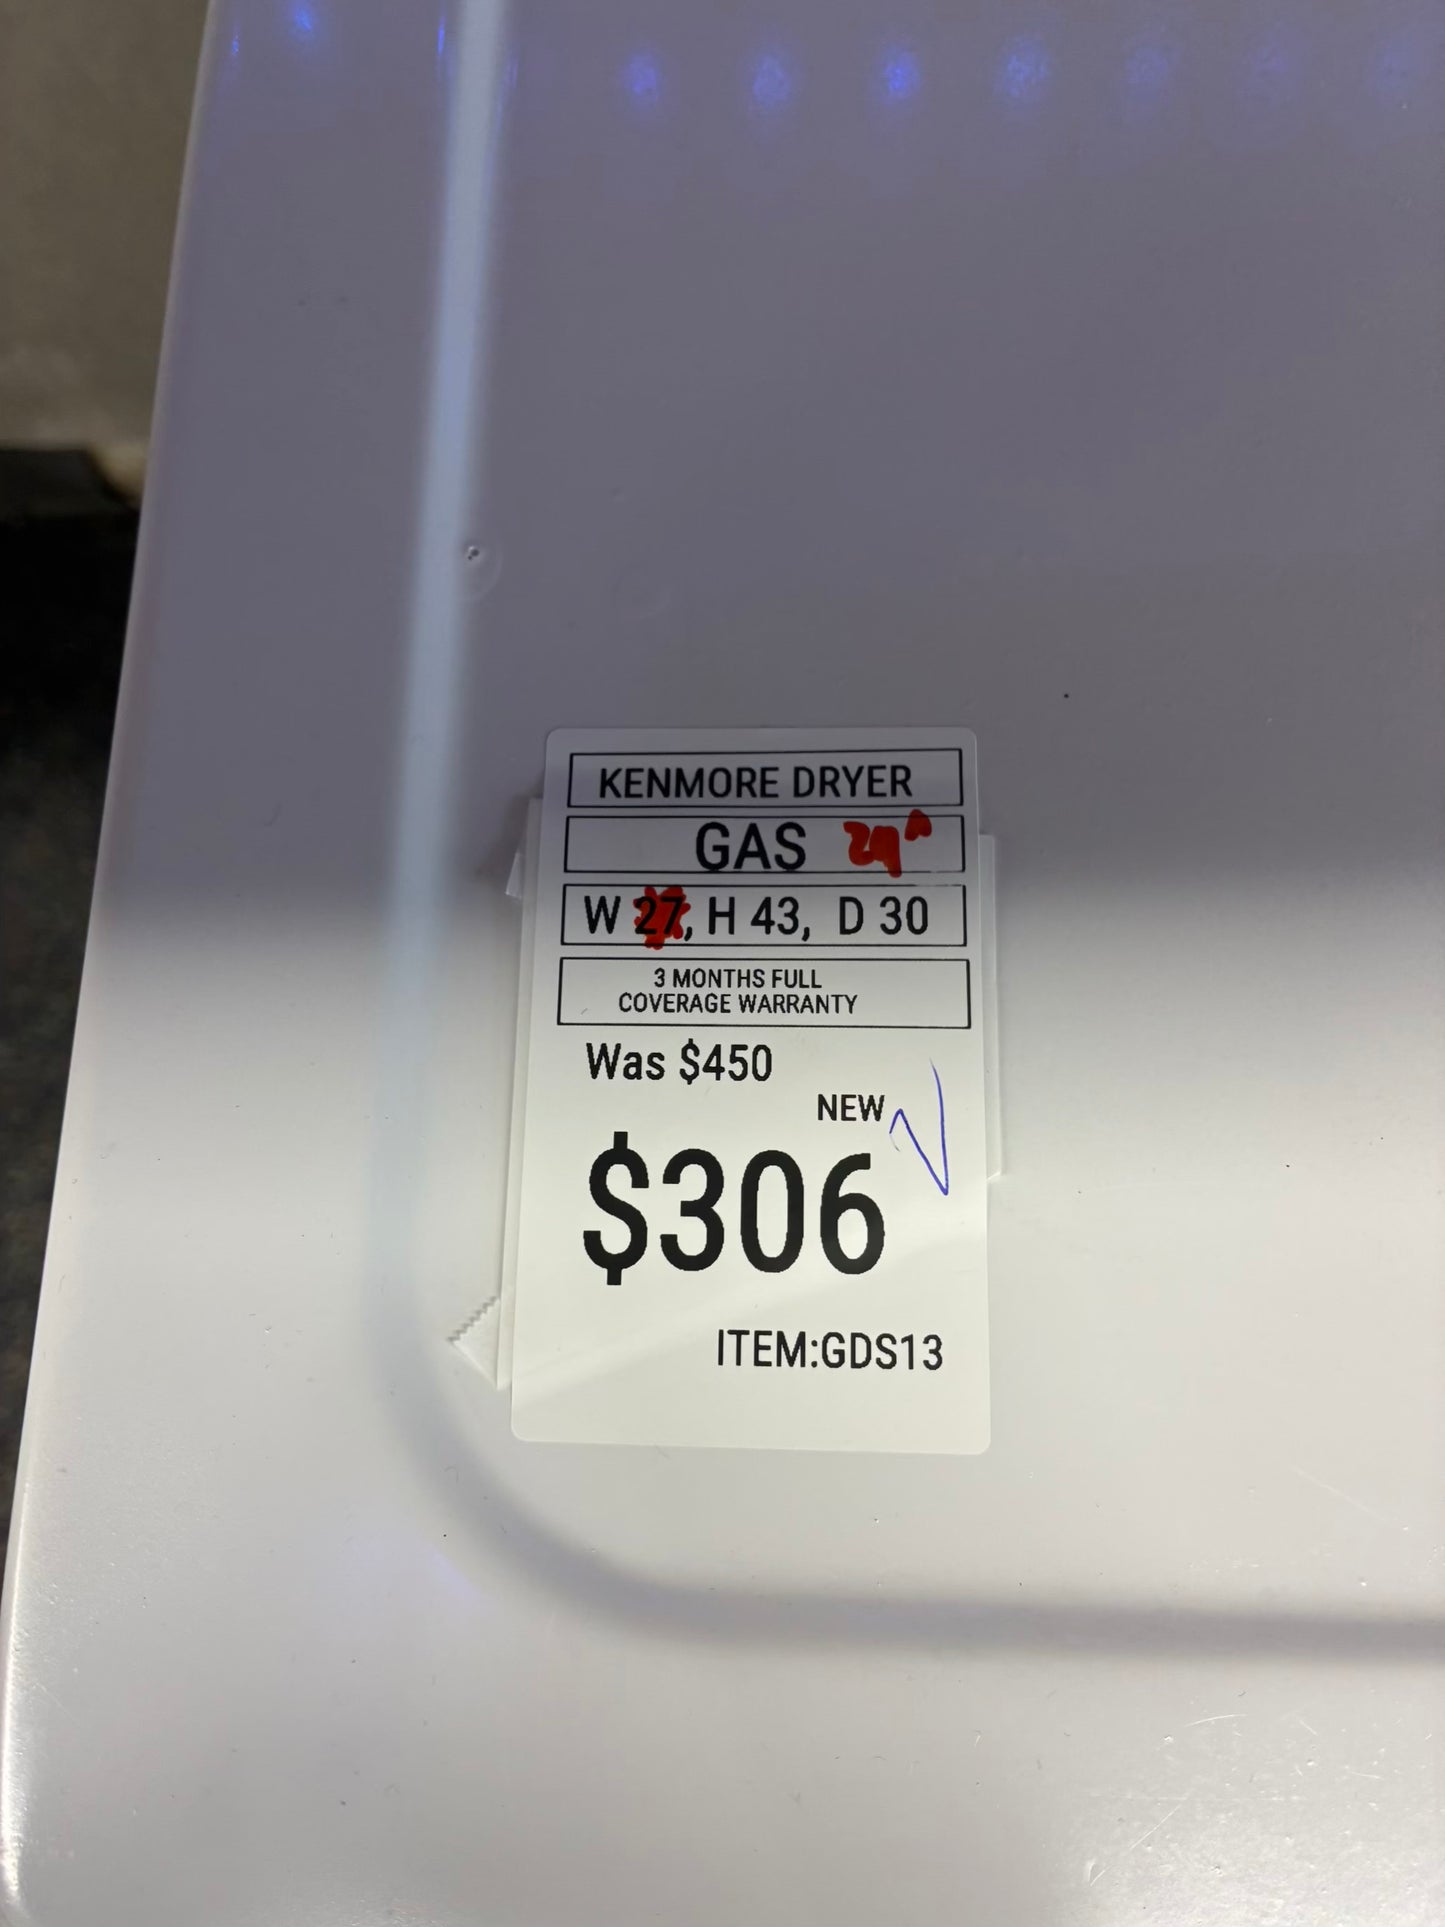 KENMORE DRYER
GAS 29"
W 27, H 43, D 30
3 MONTHS FULL
COVERAGE WARRANTY
Was $450
NEW
$306
ITEM:GDS13